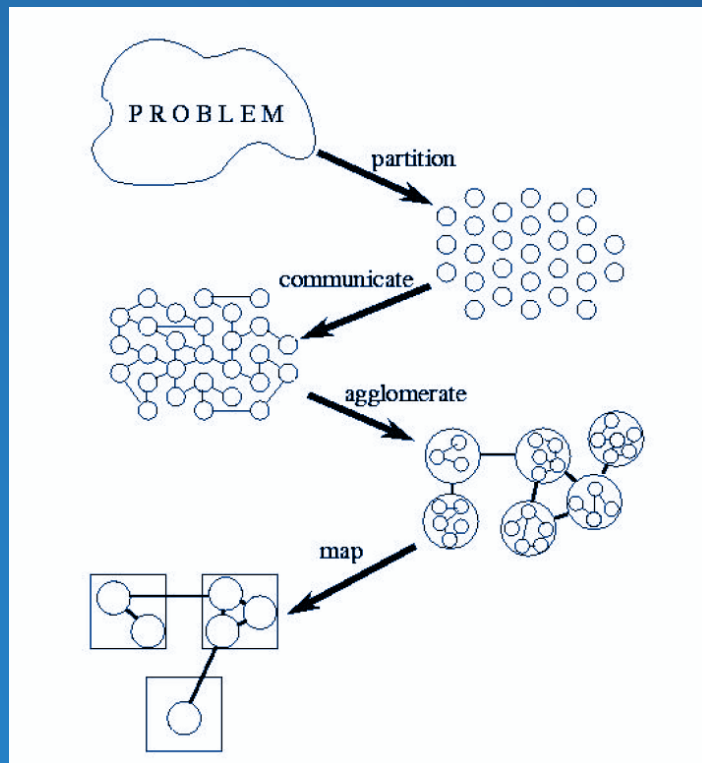 PROBLEM
partition
communicate
agglomerate
map